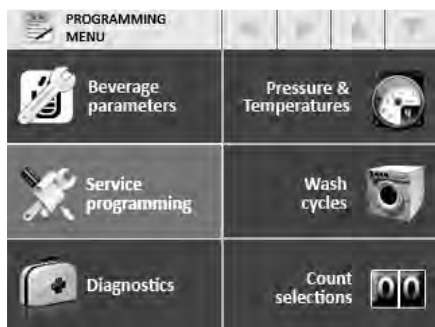 PROGRAMMING
MENU
Beverage
parameters
Pressure &
Temperatures
Service
programming
Wash
cycles
Diagnostics
Count
selections
00